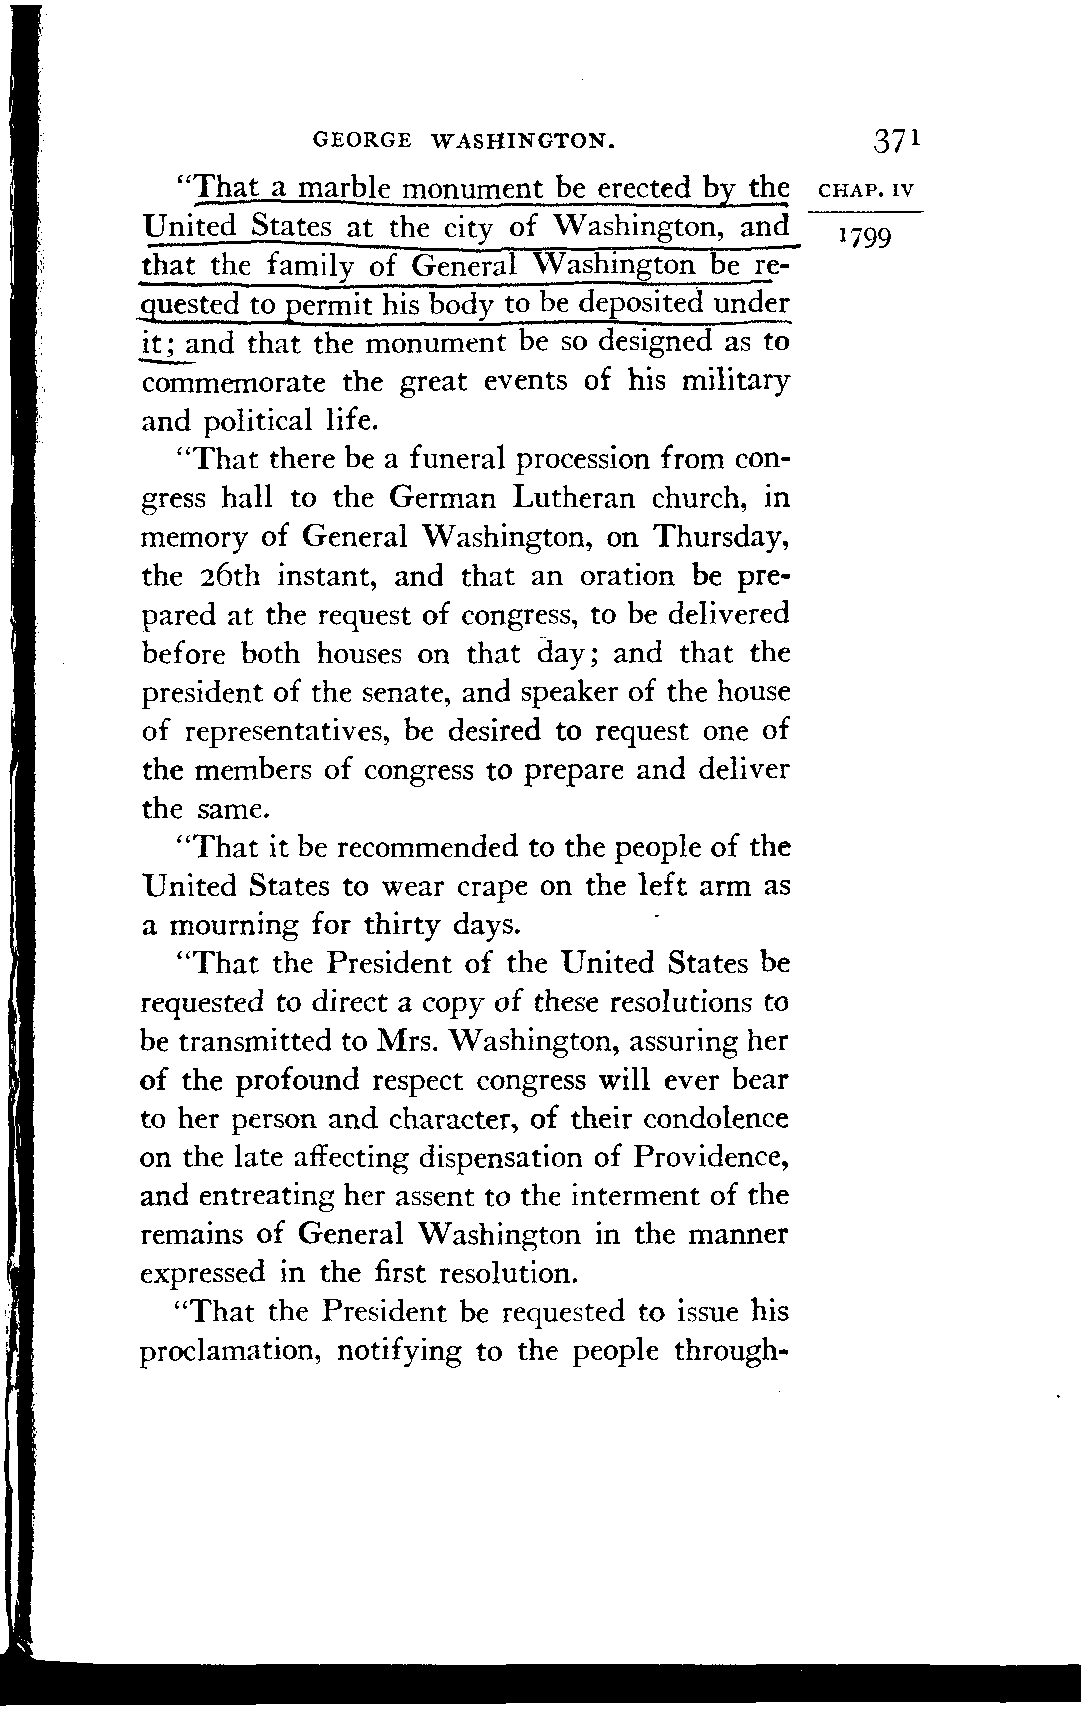 GEORGE WASHINGTON. 371
"That a marble monument be erected by the CHAP. IV
United States at the city of Washington, and 1799
that the family of General Washington be re-
quested to permit his body to be deposited under
it; and that the monument be so designed as to
commemorate the great events of his military
and political life.
"That there be a funeral procession from con-
gress hall to the German Lutheran church, in
memory of General Washington, on Thursday,
the 26th instant, and that an oration be pre-
pared at the request of congress, to be delivered
before both houses on that day; and that the
president of the senate, and speaker of the house
of representatives, be desired to request one of
the members of congress to prepare and deliver
the same.
"That it be recommended to the people of the
United States to wear crape on the left arm as
a mourning for thirty days.
"That the President of the United States be
requested to direct a copy of these resolutions to
be transmitted to Mrs. Washington, assuring her
of the profound respect congress will ever bear
to her person and character, of their condolence
on the late affecting dispensation of Providence,
and entreating her assent to the interment of the
remains of General Washington in the manner
expressed in the first resolution.
"That the President be requested to issue his
proclamation, notifying to the people through-